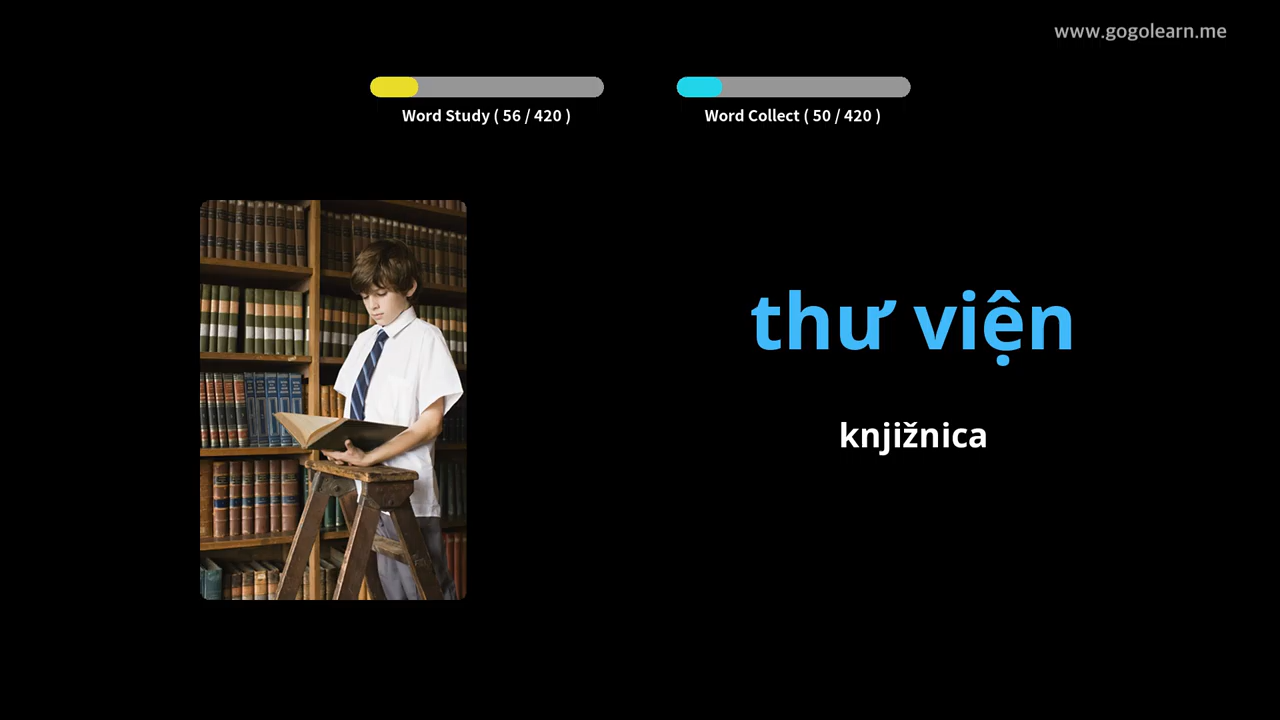 www.gogolearn.me
Word Study ( 56 / 420 )
Word Collect ( 50 / 420 )
thư viện
knjižnica